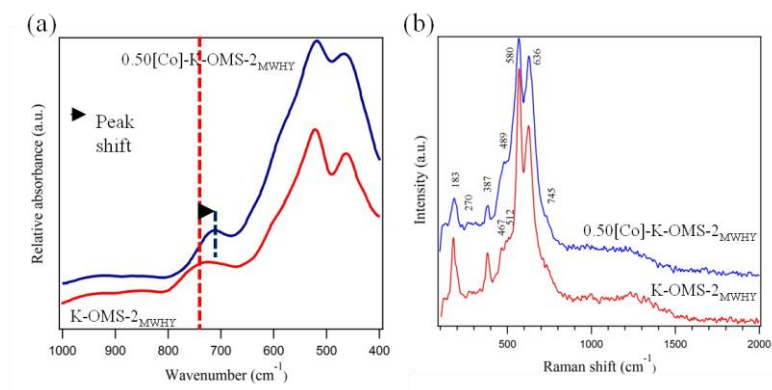 (a)
0.50[Co]-K-OMS-2MWHY
Peak
shift
Relative absorbance (a.u.)
K-OMS-2MWHY
1000 900 800 700 600 500 400
Wavenumber (cm-1)
(b)
580
636
489
183
387
270
745
512
467
Intensity (a.u.)
0.50[Co]-K-OMS-2MWHY
K-OMS-2MWHY
500 1000 1500 2000
Raman shift (cm-1)